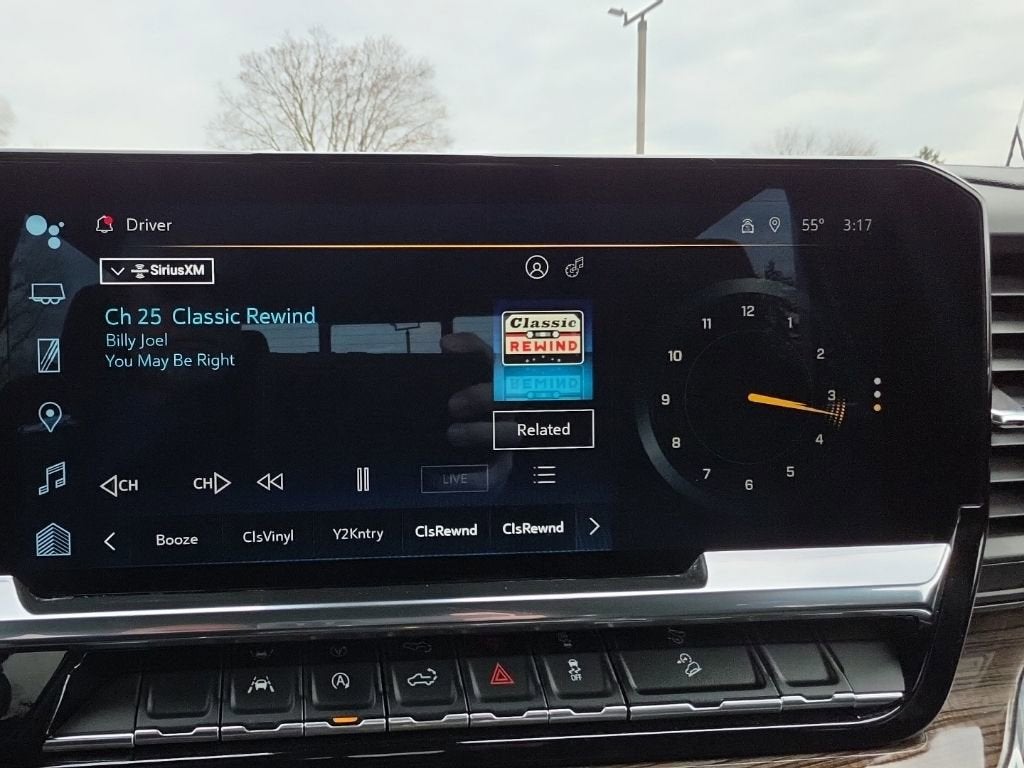 Driver
55° 3:17
SiriusXM
Ch 25 Classic Rewind
Billy Joel
You May Be Right
Classic
REWIND
Related
12
1
2
3
4
5
6
7
8
9
10
11
CH
CH
LIVE
Booze
ClsVinyl
Y2Kntry
ClsRewnd
ClsRewnd
A
OFF